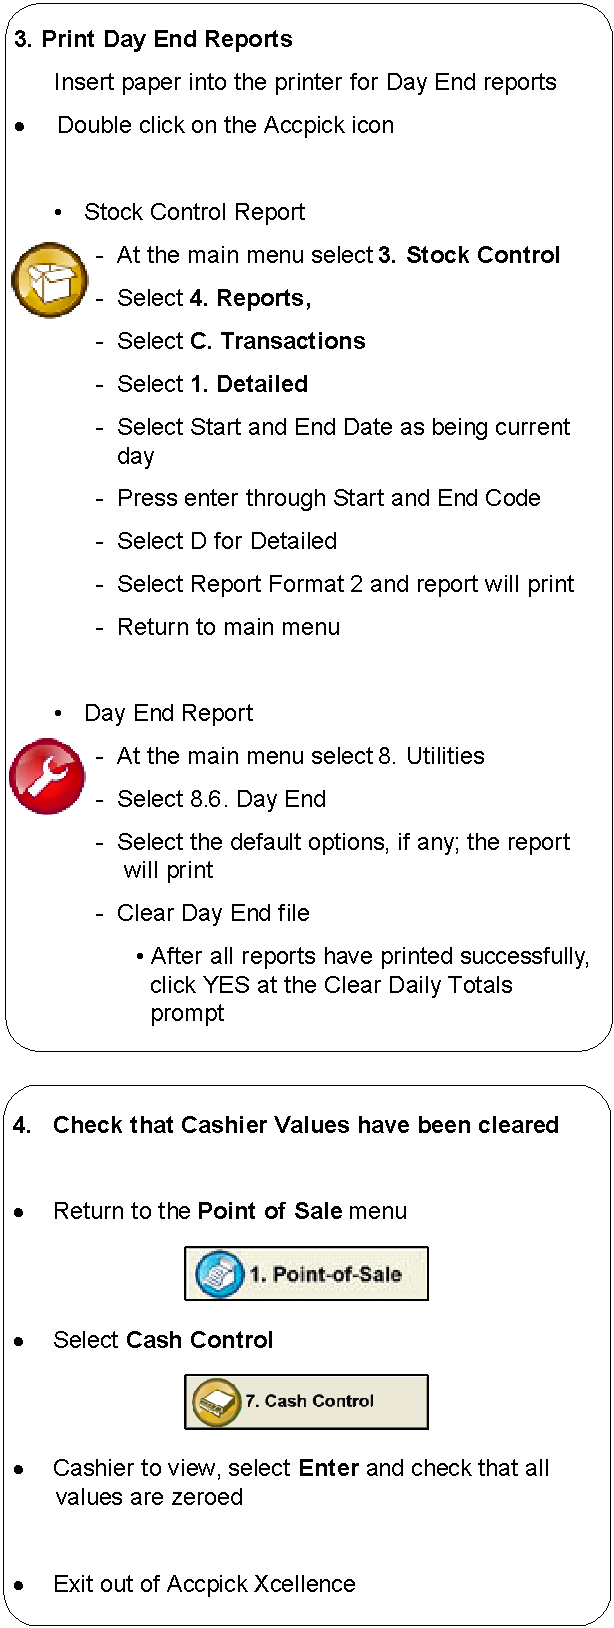 3. Print Day End Reports
Insert paper into the printer for Day End reports
● Double click on the Accpick icon
• Stock Control Report
- At the main menu select 3. Stock Control
- Select 4. Reports,
- Select C. Transactions
- Select 1. Detailed
- Select Start and End Date as being current
day
- Press enter through Start and End Code
- Select D for Detailed
- Select Report Format 2 and report will print
- Return to main menu
• Day End Report
- At the main menu select 8. Utilities
- Select 8.6. Day End
- Select the default options, if any; the report
will print
- Clear Day End file
• After all reports have printed successfully,
click YES at the Clear Daily Totals
prompt
4. Check that Cashier Values have been cleared
● Return to the Point of Sale menu
1. Point-of-Sale
● Select Cash Control
7. Cash Control
● Cashier to view, select Enter and check that all
values are zeroed
● Exit out of Accpick Xcellence